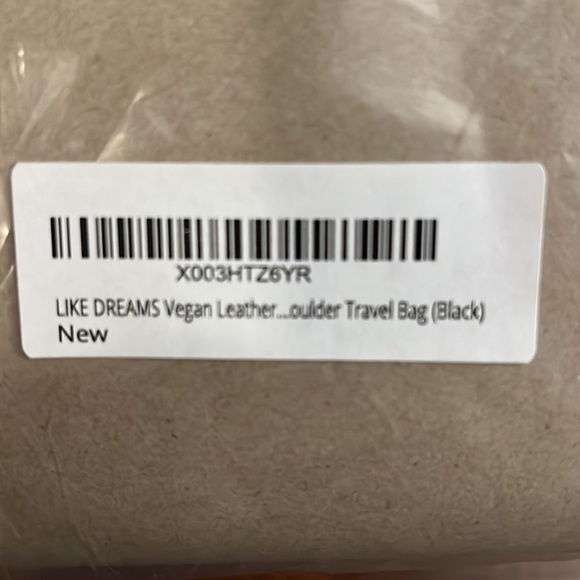 X003HTZ6YR
LIKE DREAMS Vegan Leather...oulder Travel Bag (Black)
New